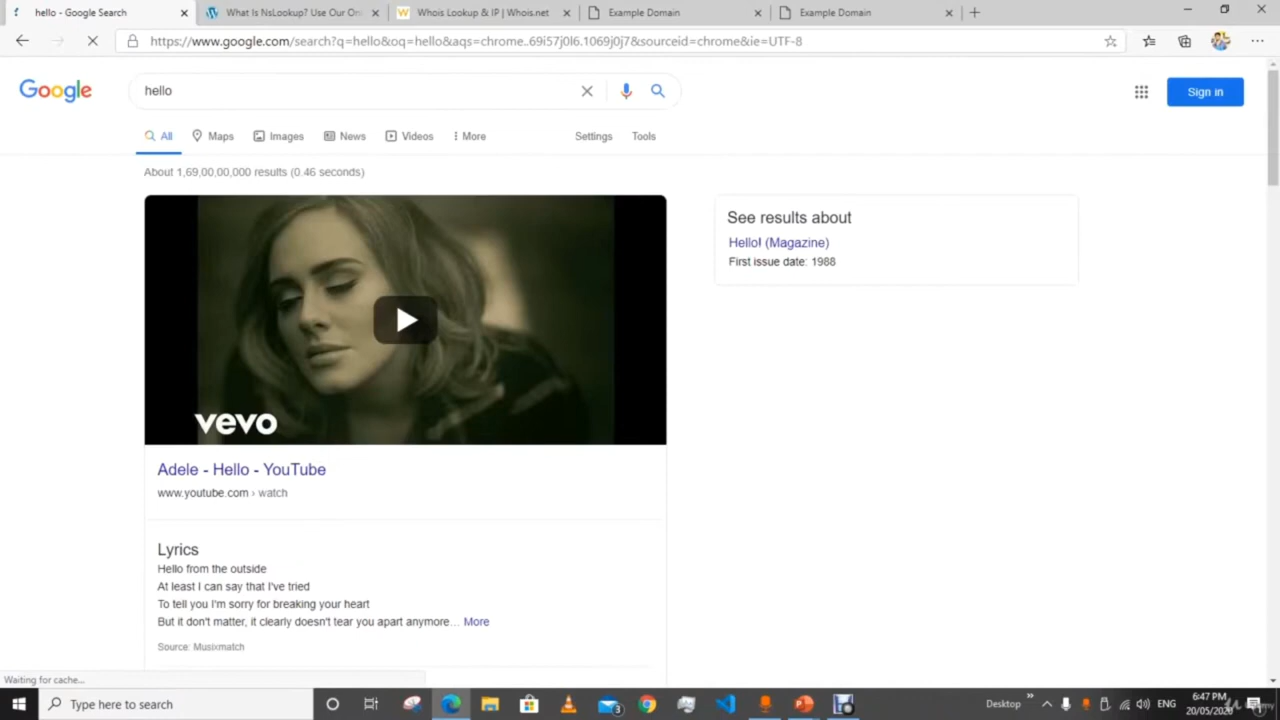 hello - Google Search
What Is NsLookup? Use Our On
Whois Lookup & IP | Whois.net
Example Domain
Example Domain
https://www.google.com/search?q=hello&oq=hello&aqs=chrome..69i57j0l6.1069j0j7&sourceid=chrome&ie=UTF-8
Google
hello
Sign in
All
Maps
Images
News
Videos
More
Settings
Tools
About 1,69,00,00,000 results (0.46 seconds)
vevo
See results about
Hello! (Magazine)
First issue date: 1988
Adele - Hello - YouTube
www.youtube.com › watch
Lyrics
Hello from the outside
At least I can say that I've tried
To tell you I'm sorry for breaking your heart
But it don't matter, it clearly doesn't tear you apart anymore... More
Source: Musixmatch
Waiting for cache...
Type here to search
3
Desktop
ENG
6:47 PM